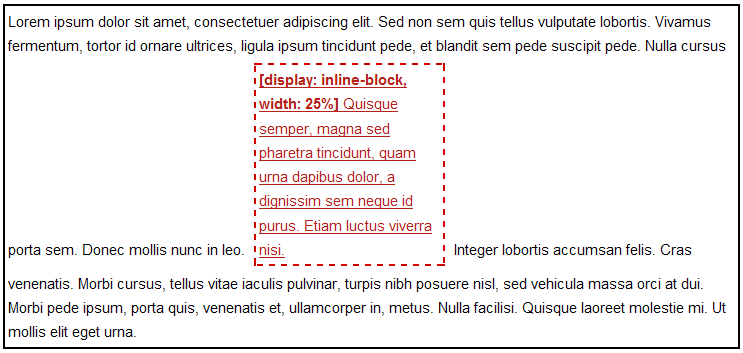 Lorem ipsum dolor sit amet, consectetuer adipiscing elit. Sed non sem quis tellus vulputate lobortis. Vivamus
fermentum, tortor id ornare ultrices, ligula ipsum tincidunt pede, et blandit sem pede suscipit pede. Nulla cursus
porta sem. Donec mollis nunc in leo.
[display: inline-block,
width: 25%] Quisque
semper, magna sed
pharetra tincidunt, quam
urna dapibus dolor, a
dignissim sem neque id
purus. Etiam luctus viverra
nisi.
Integer lobortis accumsan felis. Cras
venenatis. Morbi cursus, tellus vitae iaculis pulvinar, turpis nibh posuere nisl, sed vehicula massa orci at dui.
Morbi pede ipsum, porta quis, venenatis et, ullamcorper in, metus. Nulla facilisi. Quisque laoreet molestie mi. Ut
mollis elit eget urna.